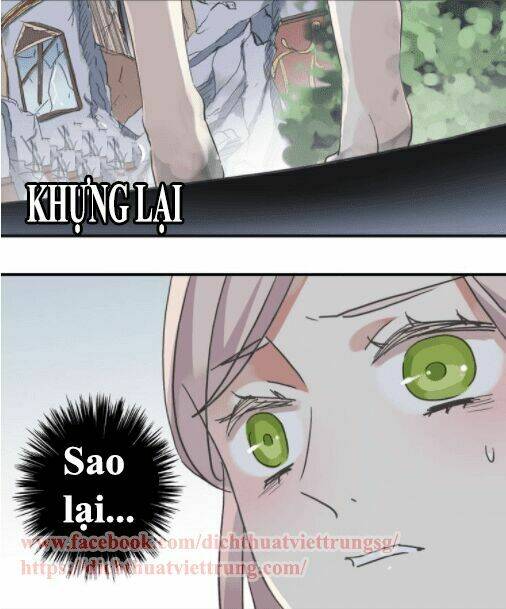 KHỰNG LẠI
Sao
lại...
www.facebook.com/dichthuatviettrungsg/
https://dichthuatviettrung.com/